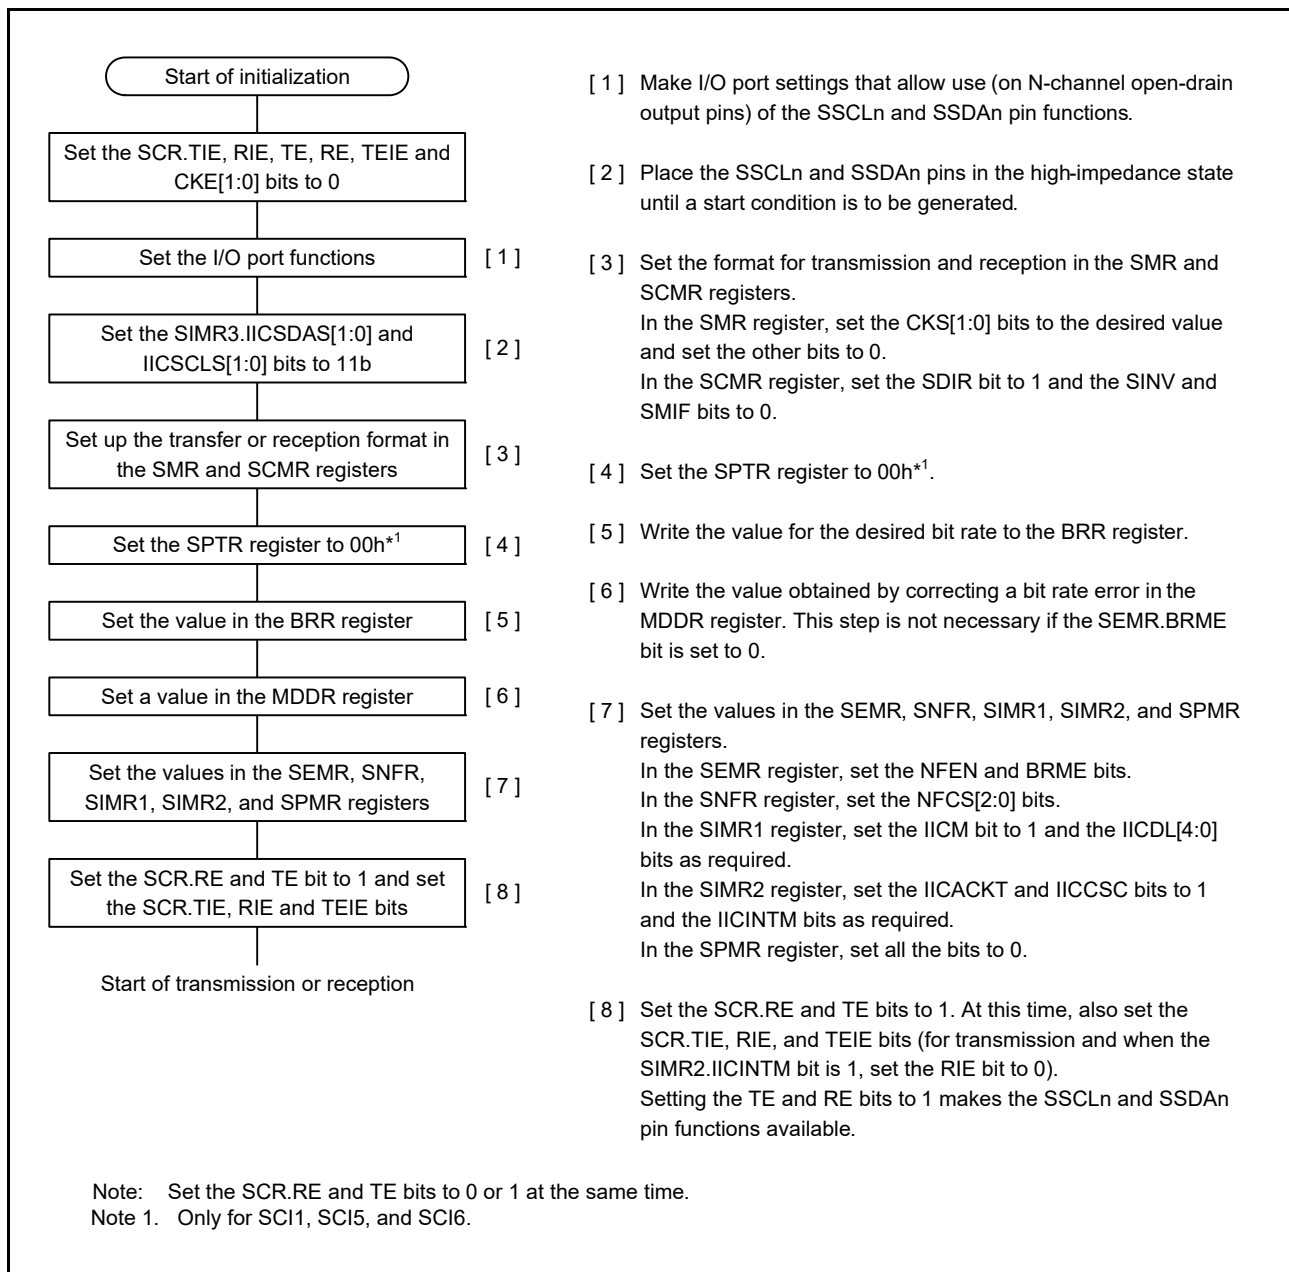 Start of initialization
Set the SCR.TIE, RIE, TE, RE, TEIE and
CKE[1:0] bits to 0
Set the I/O port functions
[ 1 ]
Set the SIMR3.IICSDAS[1:0] and
IICSCLS[1:0] bits to 11b
[ 2 ]
Set up the transfer or reception format in
the SMR and SCMR registers
[ 3 ]
Set the SPTR register to 00h*1
[ 4 ]
Set the value in the BRR register
[ 5 ]
Set a value in the MDDR register
[ 6 ]
Set the values in the SEMR, SNFR,
SIMR1, SIMR2, and SPMR registers
[ 7 ]
Set the SCR.RE and TE bit to 1 and set
the SCR.TIE, RIE and TEIE bits
[ 8 ]
Start of transmission or reception
[ 1 ] Make I/O port settings that allow use (on N-channel open-drain
output pins) of the SSCLn and SSDAn pin functions.
[ 2 ] Place the SSCLn and SSDAn pins in the high-impedance state
until a start condition is to be generated.
[ 3 ] Set the format for transmission and reception in the SMR and
SCMR registers.
In the SMR register, set the CKS[1:0] bits to the desired value
and set the other bits to 0.
In the SCMR register, set the SDIR bit to 1 and the SINV and
SMIF bits to 0.
[ 4 ] Set the SPTR register to 00h*1.
[ 5 ] Write the value for the desired bit rate to the BRR register.
[ 6 ] Write the value obtained by correcting a bit rate error in the
MDDR register. This step is not necessary if the SEMR.BRME
bit is set to 0.
[ 7 ] Set the values in the SEMR, SNFR, SIMR1, SIMR2, and SPMR
registers.
In the SEMR register, set the NFEN and BRME bits.
In the SNFR register, set the NFCS[2:0] bits.
In the SIMR1 register, set the IICM bit to 1 and the IICDL[4:0]
bits as required.
In the SIMR2 register, set the IICACKT and IICCSC bits to 1
and the IICINTM bits as required.
In the SPMR register, set all the bits to 0.
[ 8 ] Set the SCR.RE and TE bits to 1. At this time, also set the
SCR.TIE, RIE, and TEIE bits (for transmission and when the
SIMR2.IICINTM bit is 1, set the RIE bit to 0).
Setting the TE and RE bits to 1 makes the SSCLn and SSDAn
pin functions available.
Note: Set the SCR.RE and TE bits to 0 or 1 at the same time.
Note 1. Only for SCI1, SCI5, and SCI6.